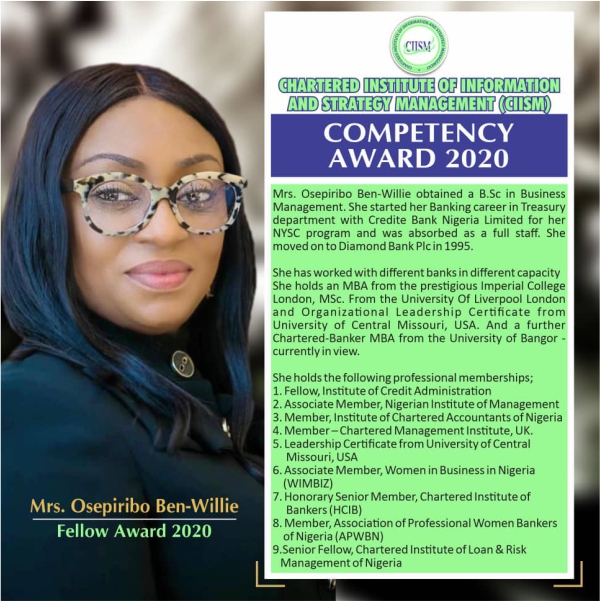 CIISM
CHARTERED INSTITUTE OF INFORMATION
AND STRATEGY MANAGEMENT (CIISM)
COMPETENCY
AWARD 2020
Mrs. Osepiribo Ben-Willie obtained a B.Sc in Business
Management. She started her Banking career in Treasury
department with Credite Bank Nigeria Limited for her
NYSC program and was absorbed as a full staff. She
moved on to Diamond Bank Plc in 1995.
She has worked with different banks in different capacity
She holds an MBA from the prestigious Imperial College
London, MSc. From the University Of Liverpool London
and Organizational Leadership Certificate from
University of Central Missouri, USA. And a further
Chartered-Banker MBA from the University of Bangor -
currently in view.
She holds the following professional memberships;
1. Fellow, Institute of Credit Administration
2. Associate Member, Nigerian Institute of Management
3. Member, Institute of Chartered Accountants of Nigeria
4. Member – Chartered Management Institute, UK.
5. Leadership Certificate from University of Central
Missouri, USA
6. Associate Member, Women in Business in Nigeria
(WIMBIZ)
7. Honorary Senior Member, Chartered Institute of
Bankers (HCIB)
8. Member, Association of Professional Women Bankers
of Nigeria (APWBN)
9.Senior Fellow, Chartered Institute of Loan & Risk
Management of Nigeria
Mrs. Osepiribo Ben-Willie
Fellow Award 2020